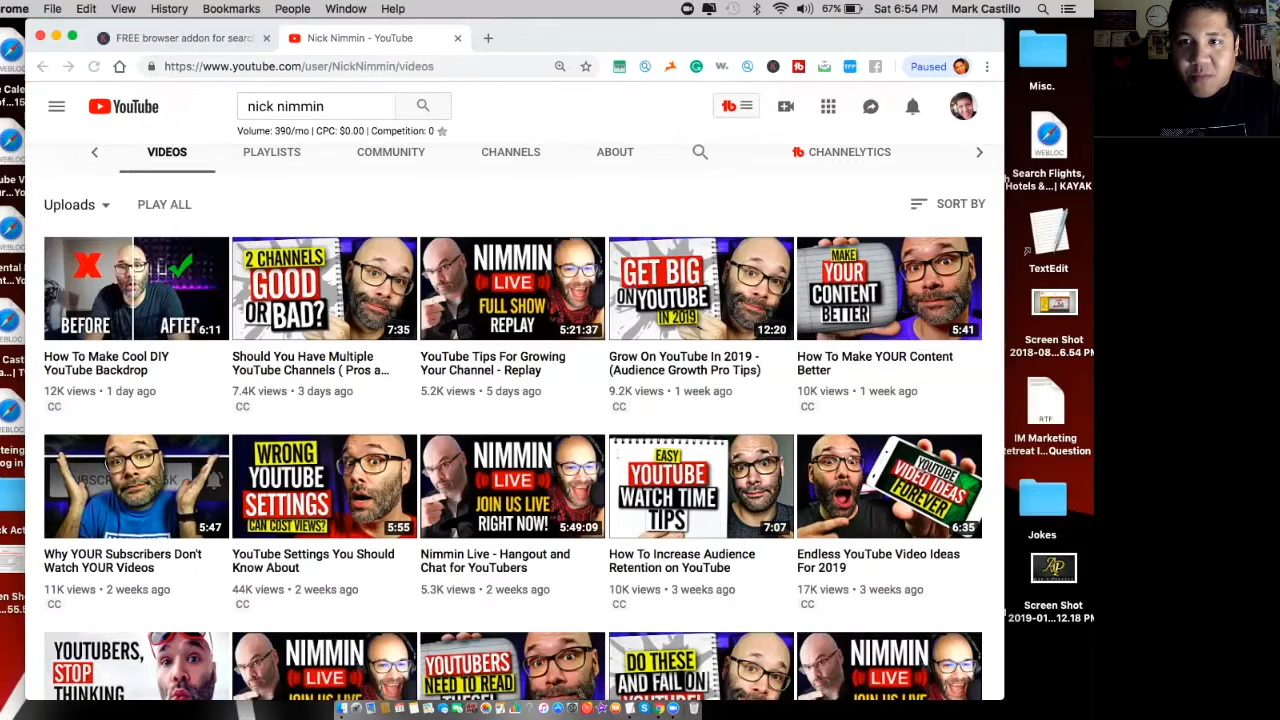 rome File Edit View History Bookmarks People Window Help
67% Sat 6:54 PM Mark Castillo
FREE browser addon for searc
Nick Nimmin - YouTube
https://www.youtube.com/user/NickNimmin/videos
Paused
YouTube
nick nimmin
Volume: 390/mo | CPC: $0.00 | Competition: 0
VIDEOS PLAYLISTS COMMUNITY CHANNELS ABOUT CHANNELYTICS
Uploads PLAY ALL SORT BY
BEFORE AFTER 6:11
2 CHANNELS
GOOD
OR BAD?
7:35
NIMMIN
LIVE
FULL SHOW
REPLAY
5:21:37
GET BIG
ON YOUTUBE
IN 2019
12:20
MAKE
YOUR
CONTENT
BETTER
5:41
How To Make Cool DIY
YouTube Backdrop
12K views • 1 day ago
CC
Should You Have Multiple
YouTube Channels ( Pros a...
7.4K views • 3 days ago
CC
YouTube Tips For Growing
Your Channel - Replay
5.2K views • 5 days ago
Grow On YouTube In 2019 -
(Audience Growth Pro Tips)
9.2K views • 1 week ago
CC
How To Make YOUR Content
Better
10K views • 1 week ago
CC
5:47
WRONG
YOUTUBE
SETTINGS
CAN COST VIEWS?
5:55
NIMMIN
LIVE
JOIN US LIVE
RIGHT NOW!
5:49:09
EASY
YOUTUBE
WATCH TIME
TIPS
7:07
YOUTUBE
VIDEO IDEAS
FOREVER
6:35
Why YOUR Subscribers Don't
Watch YOUR Videos
11K views • 2 weeks ago
CC
YouTube Settings You Should
Know About
44K views • 2 weeks ago
CC
Nimmin Live - Hangout and
Chat for YouTubers
5.3K views • 2 weeks ago
How To Increase Audience
Retention on YouTube
10K views • 3 weeks ago
CC
Endless YouTube Video Ideas
For 2019
17K views • 3 weeks ago
CC
YOUTUBERS,
STOP
THINKING
NIMMIN
LIVE
JOIN US LIVE
YOUTUBERS
NEED TO READ
THESE!
DO THESE
AND FAIL ON
YOUTUBE!
NIMMIN
LIVE
JOIN US LIVE
Misc.
WEBLOC
Search Flights,
Hotels &...| KAYAK
TextEdit
Screen Shot
2018-08...6.54 PM
RTF
IM Marketing
Retreat I...Question
Jokes
AP
Screen Shot
2019-01...12.18 PM